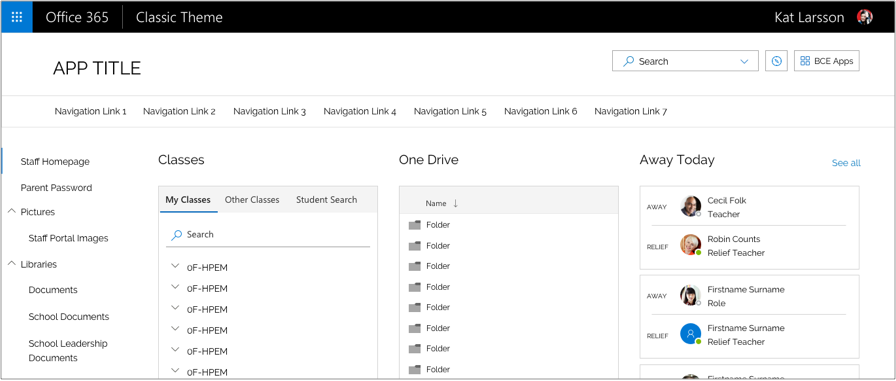 Office 365
Classic Theme
Kat Larsson
APP TITLE
Search
BCE Apps
Navigation Link 1
Navigation Link 2
Navigation Link 3
Navigation Link 4
Navigation Link 5
Navigation Link 6
Navigation Link 7
Staff Homepage
Parent Password
Pictures
Staff Portal Images
Libraries
Documents
School Documents
School Leadership
Documents
Classes
My Classes
Other Classes
Student Search
Search
0F-HPEM
0F-HPEM
0F-HPEM
0F-HPEM
0F-HPEM
0F-HPEM
One Drive
Name
Folder
Folder
Folder
Folder
Folder
Folder
Folder
Folder
Away Today
See all
AWAY
Cecil Folk
Teacher
RELIEF
Robin Counts
Relief Teacher
AWAY
Firstname Surname
Role
RELIEF
Firstname Surname
Relief Teacher
Firstname Surname